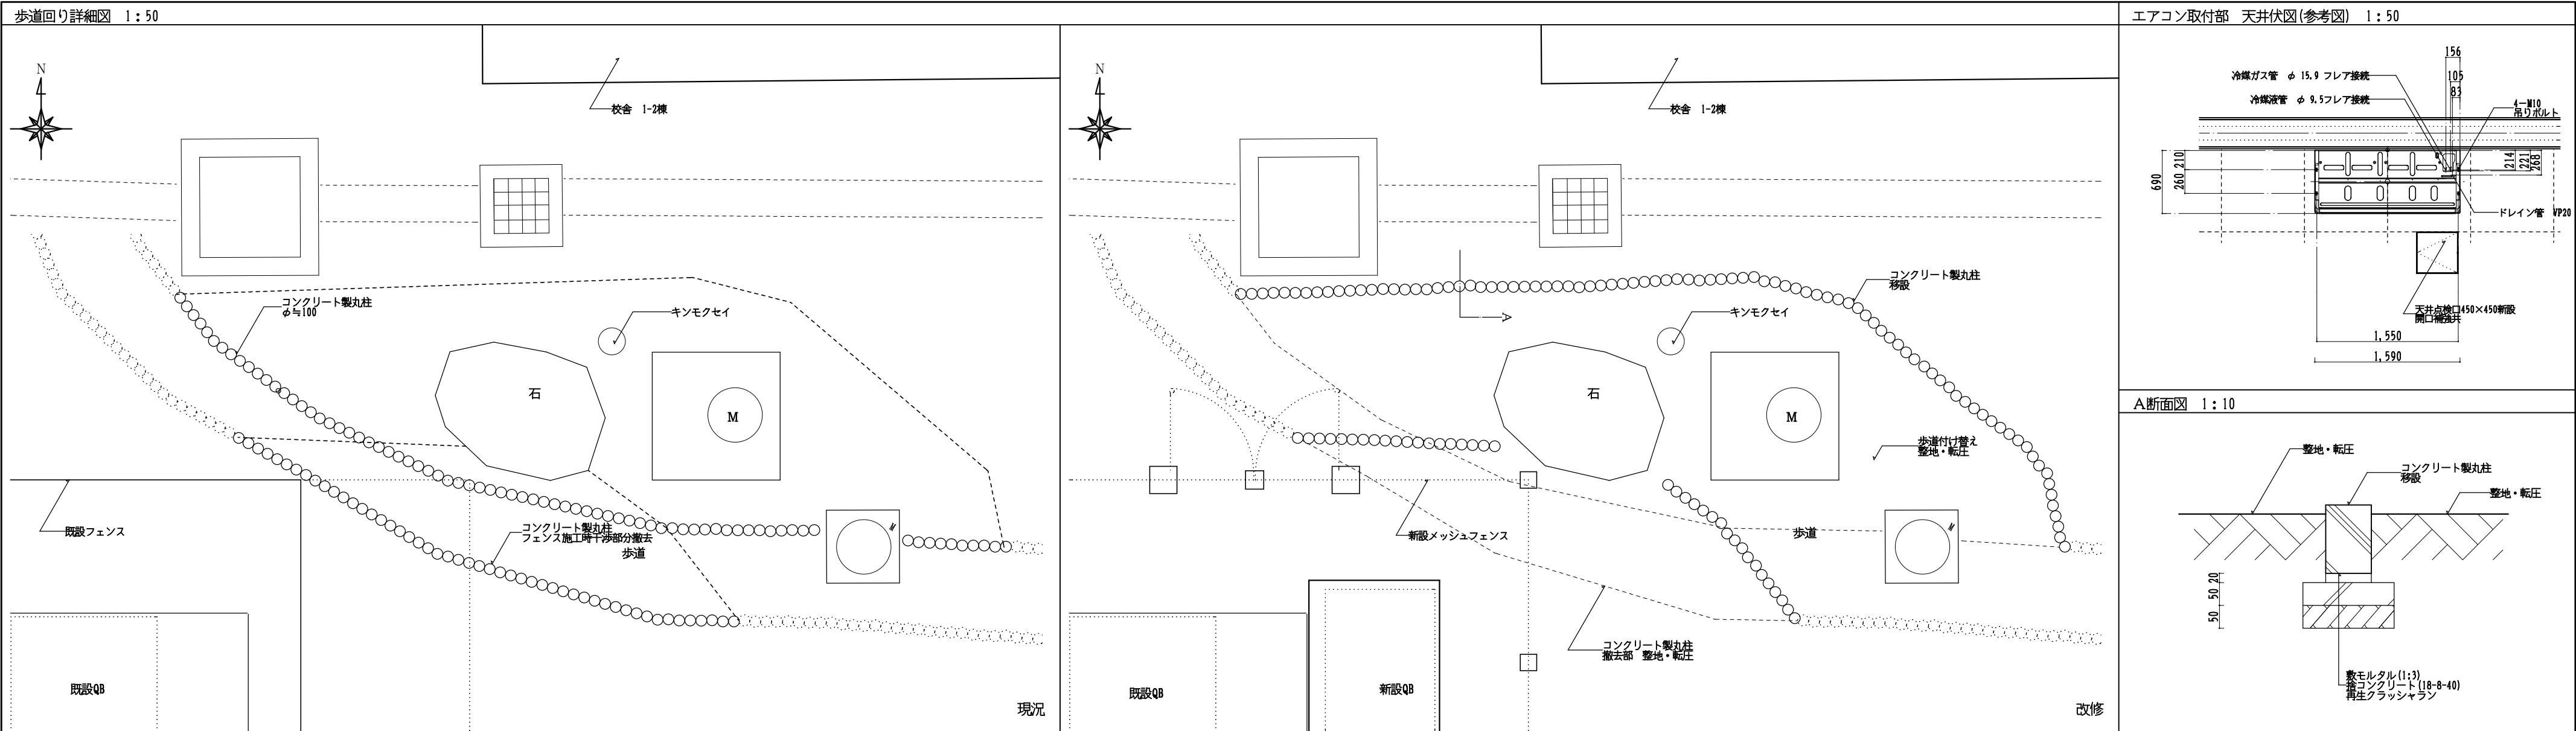 歩道回り詳細図 1:50
N
校舎 1-2棟
コンクリート製丸柱
φ≒100
キンモクセイ
石
M
既設フェンス
コンクリート製丸柱
フェンス施工時干渉部分撤去
歩道
既設QB
現況
N
校舎 1-2棟
コンクリート製丸柱
移設
A
キンモクセイ
石
M
歩道付け替え
整地・転圧
新設メッシュフェンス
歩道
コンクリート製丸柱
撤去部 整地・転圧
既設QB
新設QB
改修
エアコン取付部 天井伏図(参考図) 1:50
156
冷媒ガス管 φ 15.9 フレア接続
105
冷媒液管 φ 9.5フレア接続
83
4-M10
吊りボルト
690
260 210
214
221
268
ドレイン管 VP20
天井点検口450×450新設
開口補強共
1,550
1,590
A断面図 1:10
整地・転圧
コンクリート製丸柱
移設
整地・転圧
50 50 20
敷モルタル(1:3)
捨コンクリート(18-8-40)
再生クラッシャラン